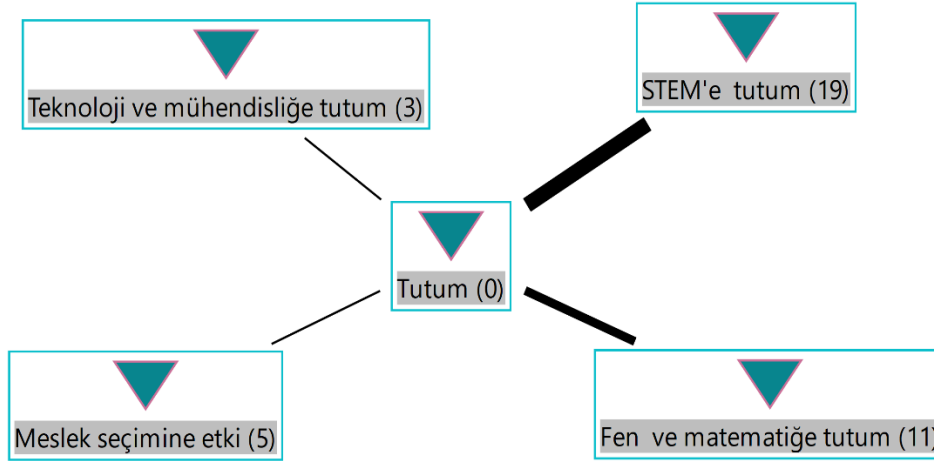 STEM'e tutum (19)
Teknoloji ve mühendisliğe tutum (3)
Tutum (0)
Meslek seçimine etki (5)
Fen ve matematiğe tutum (11)